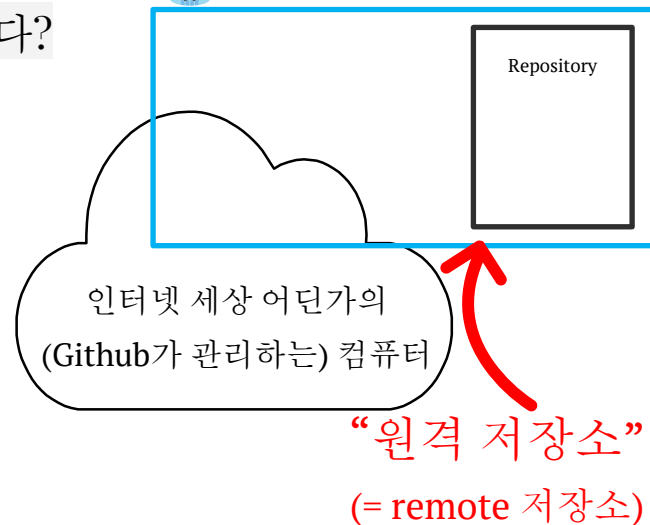 다?
Repository
인터넷 세상 어딘가의
(Github가 관리하는) 컴퓨터
“원격 저장소”
(= remote 저장소)